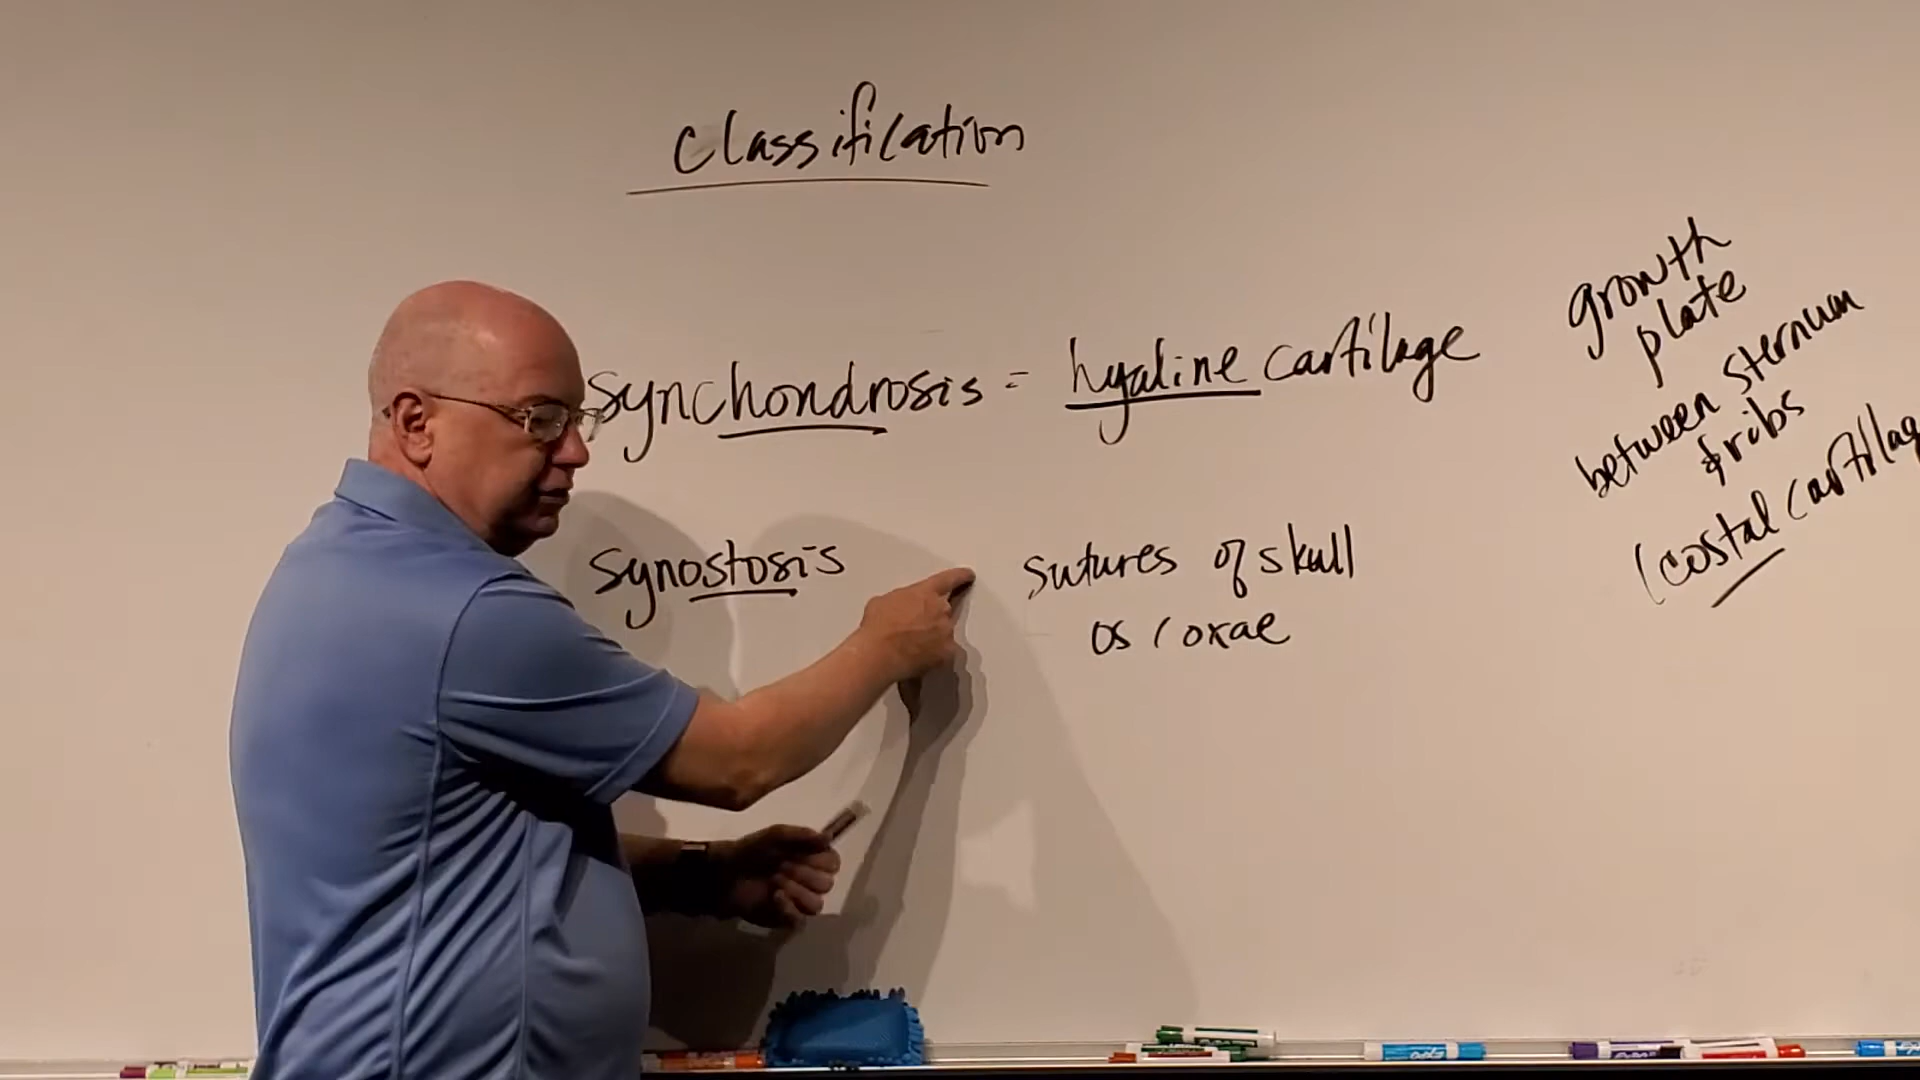 Classification
synchondrosis = hyaline cartilage
growth
plate
between sternum
& ribs
(costal cartilag
synostosis
sutures of skull
os coxae